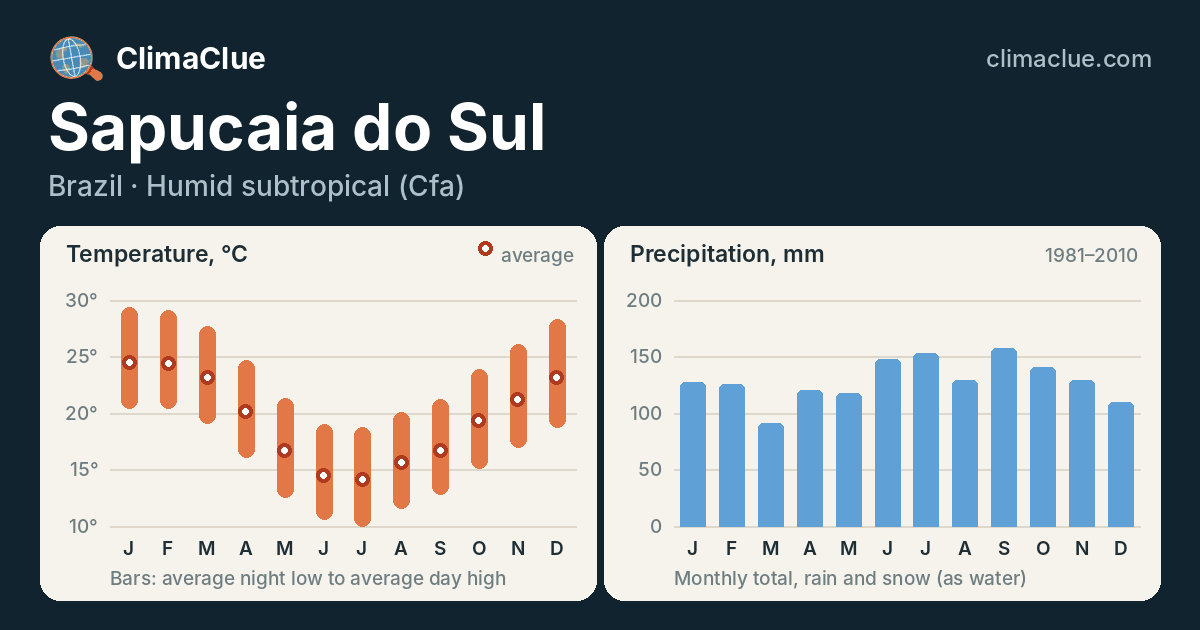 ClimaClue
climaclue.com
Sapucaia do Sul
Brazil · Humid subtropical (Cfa)
Temperature, °C
average
30°
25°
20°
15°
10°
J F M A M J J A S O N D
Bars: average night low to average day high
Precipitation, mm
1981–2010
200
150
100
50
0
J F M A M J J A S O N D
Monthly total, rain and snow (as water)